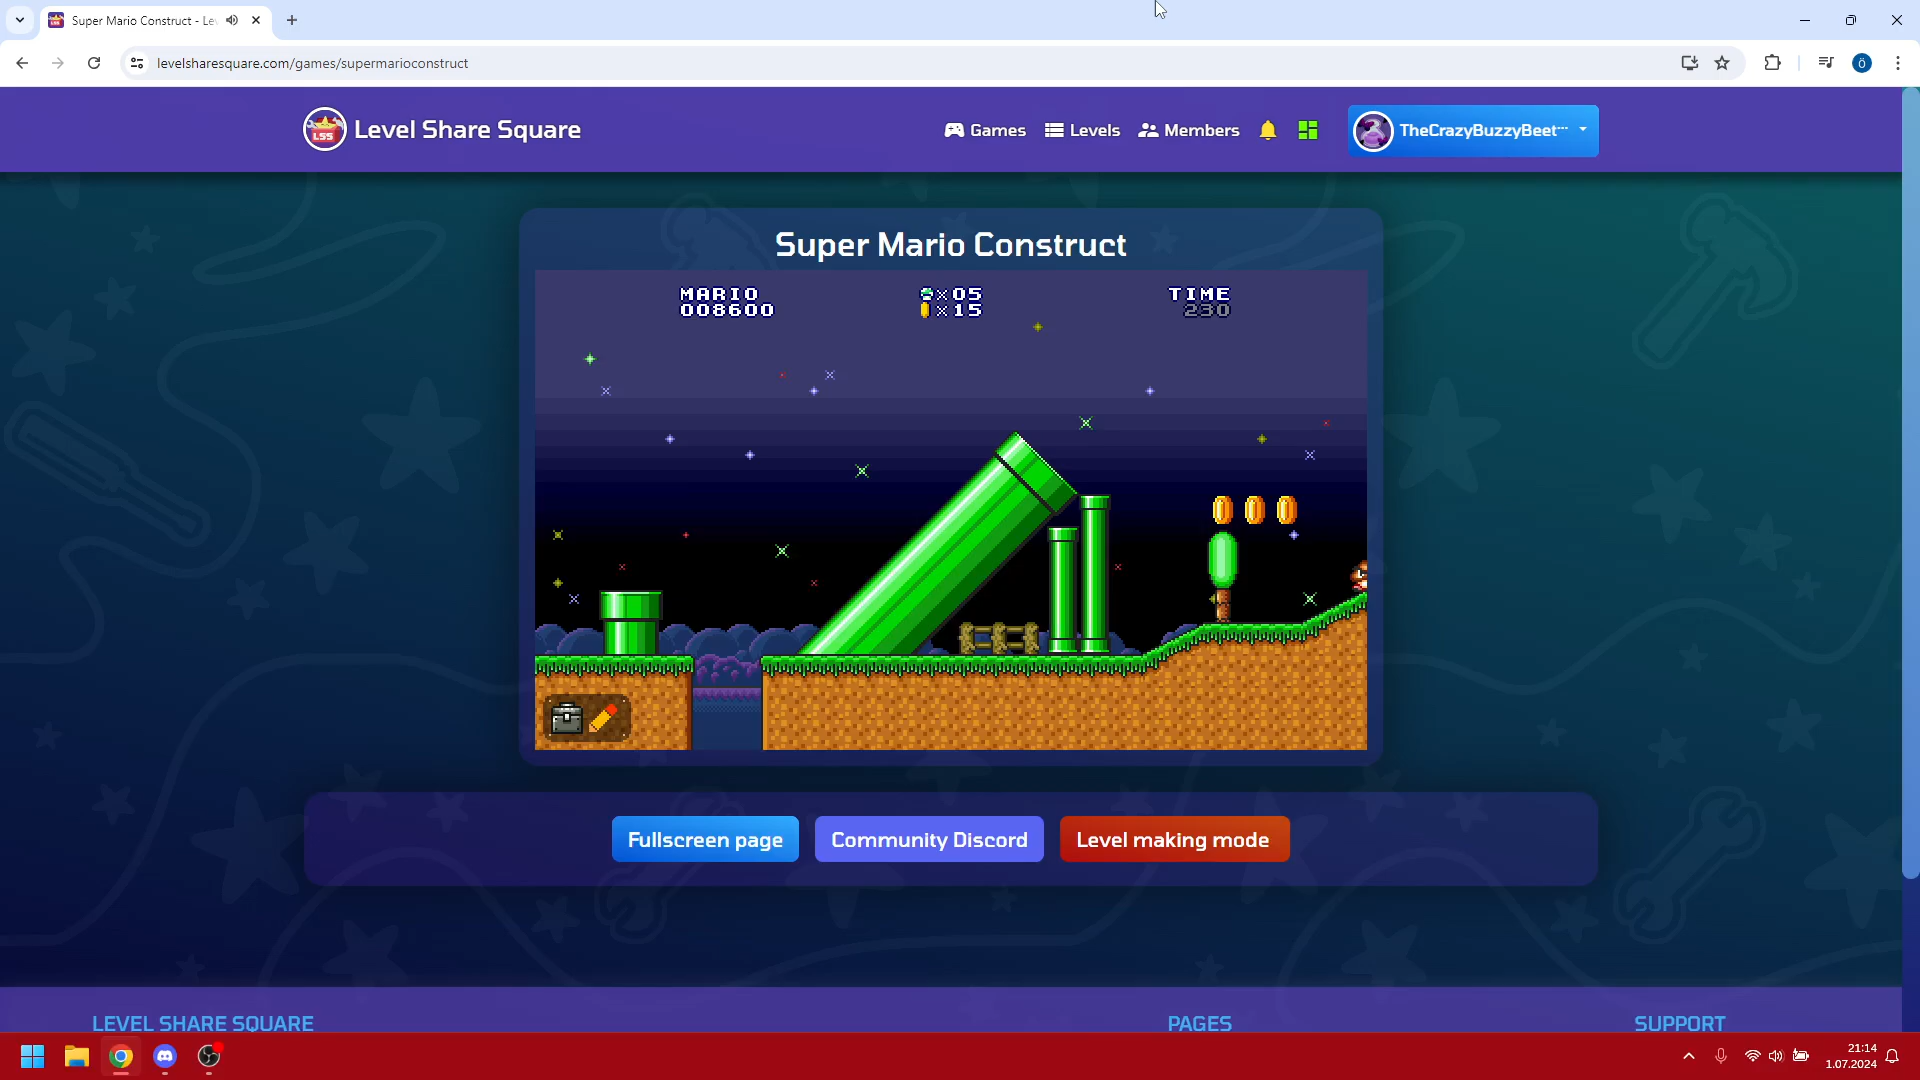 Super Mario Construct - Lev
levelsharesquare.com/games/supermarioconstruct
ö
LSS
Level Share Square
Games
Levels
Members
TheCrazyBuzzyBeet...
Super Mario Construct
MARIO
008600
×05
×15
TIME
230
Fullscreen page
Community Discord
Level making mode
LEVEL SHARE SQUARE
PAGES
SUPPORT
21:14
1.07.2024